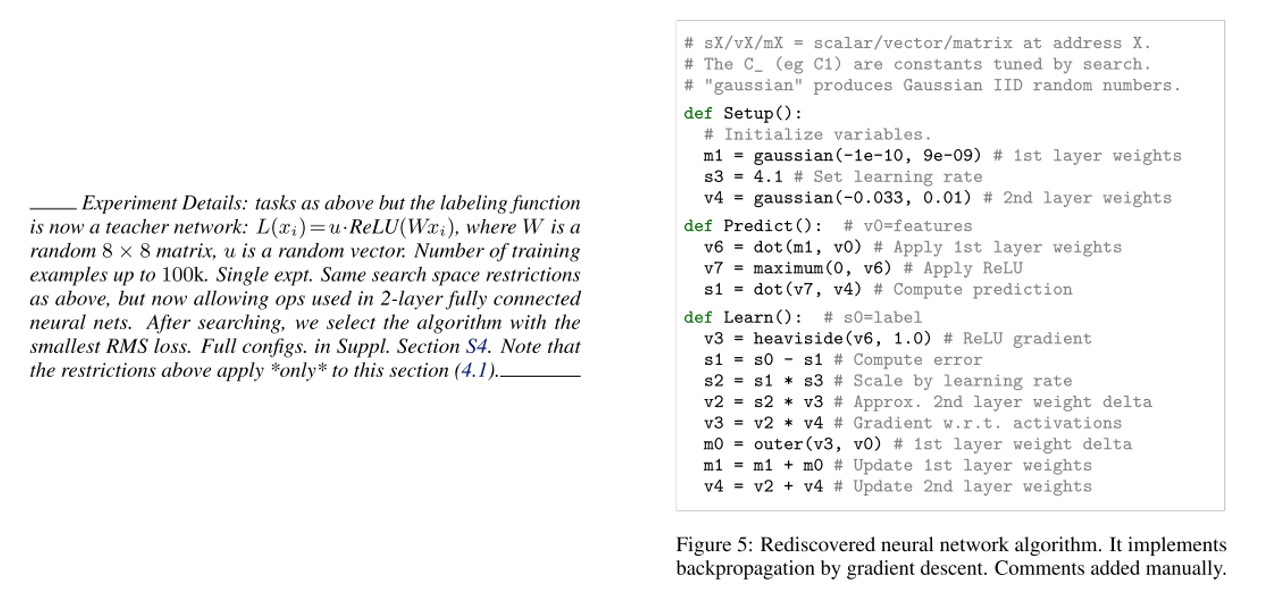 ____ Experiment Details: tasks as above but the labeling function
is now a teacher network: L(xᵢ)=u·ReLU(Wxᵢ), where W is a
random 8 × 8 matrix, u is a random vector. Number of training
examples up to 100k. Single expt. Same search space restrictions
as above, but now allowing ops used in 2-layer fully connected
neural nets. After searching, we select the algorithm with the
smallest RMS loss. Full configs. in Suppl. Section S4. Note that
the restrictions above apply *only* to this section (4.1).________
# sX/vX/mX = scalar/vector/matrix at address X.
# The C_ (eg C1) are constants tuned by search.
# "gaussian" produces Gaussian IID random numbers.
def Setup():
  # Initialize variables.
  m1 = gaussian(-1e-10, 9e-09) # 1st layer weights
  s3 = 4.1 # Set learning rate
  v4 = gaussian(-0.033, 0.01) # 2nd layer weights
def Predict():  # v0=features
  v6 = dot(m1, v0) # Apply 1st layer weights
  v7 = maximum(0, v6) # Apply ReLU
  s1 = dot(v7, v4) # Compute prediction
def Learn():  # s0=label
  v3 = heaviside(v6, 1.0) # ReLU gradient
  s1 = s0 - s1 # Compute error
  s2 = s1 * s3 # Scale by learning rate
  v2 = s2 * v3 # Approx. 2nd layer weight delta
  v3 = v2 * v4 # Gradient w.r.t. activations
  m0 = outer(v3, v0) # 1st layer weight delta
  m1 = m1 + m0 # Update 1st layer weights
  v4 = v2 + v4 # Update 2nd layer weights
Figure 5: Rediscovered neural network algorithm. It implements
backpropagation by gradient descent. Comments added manually.